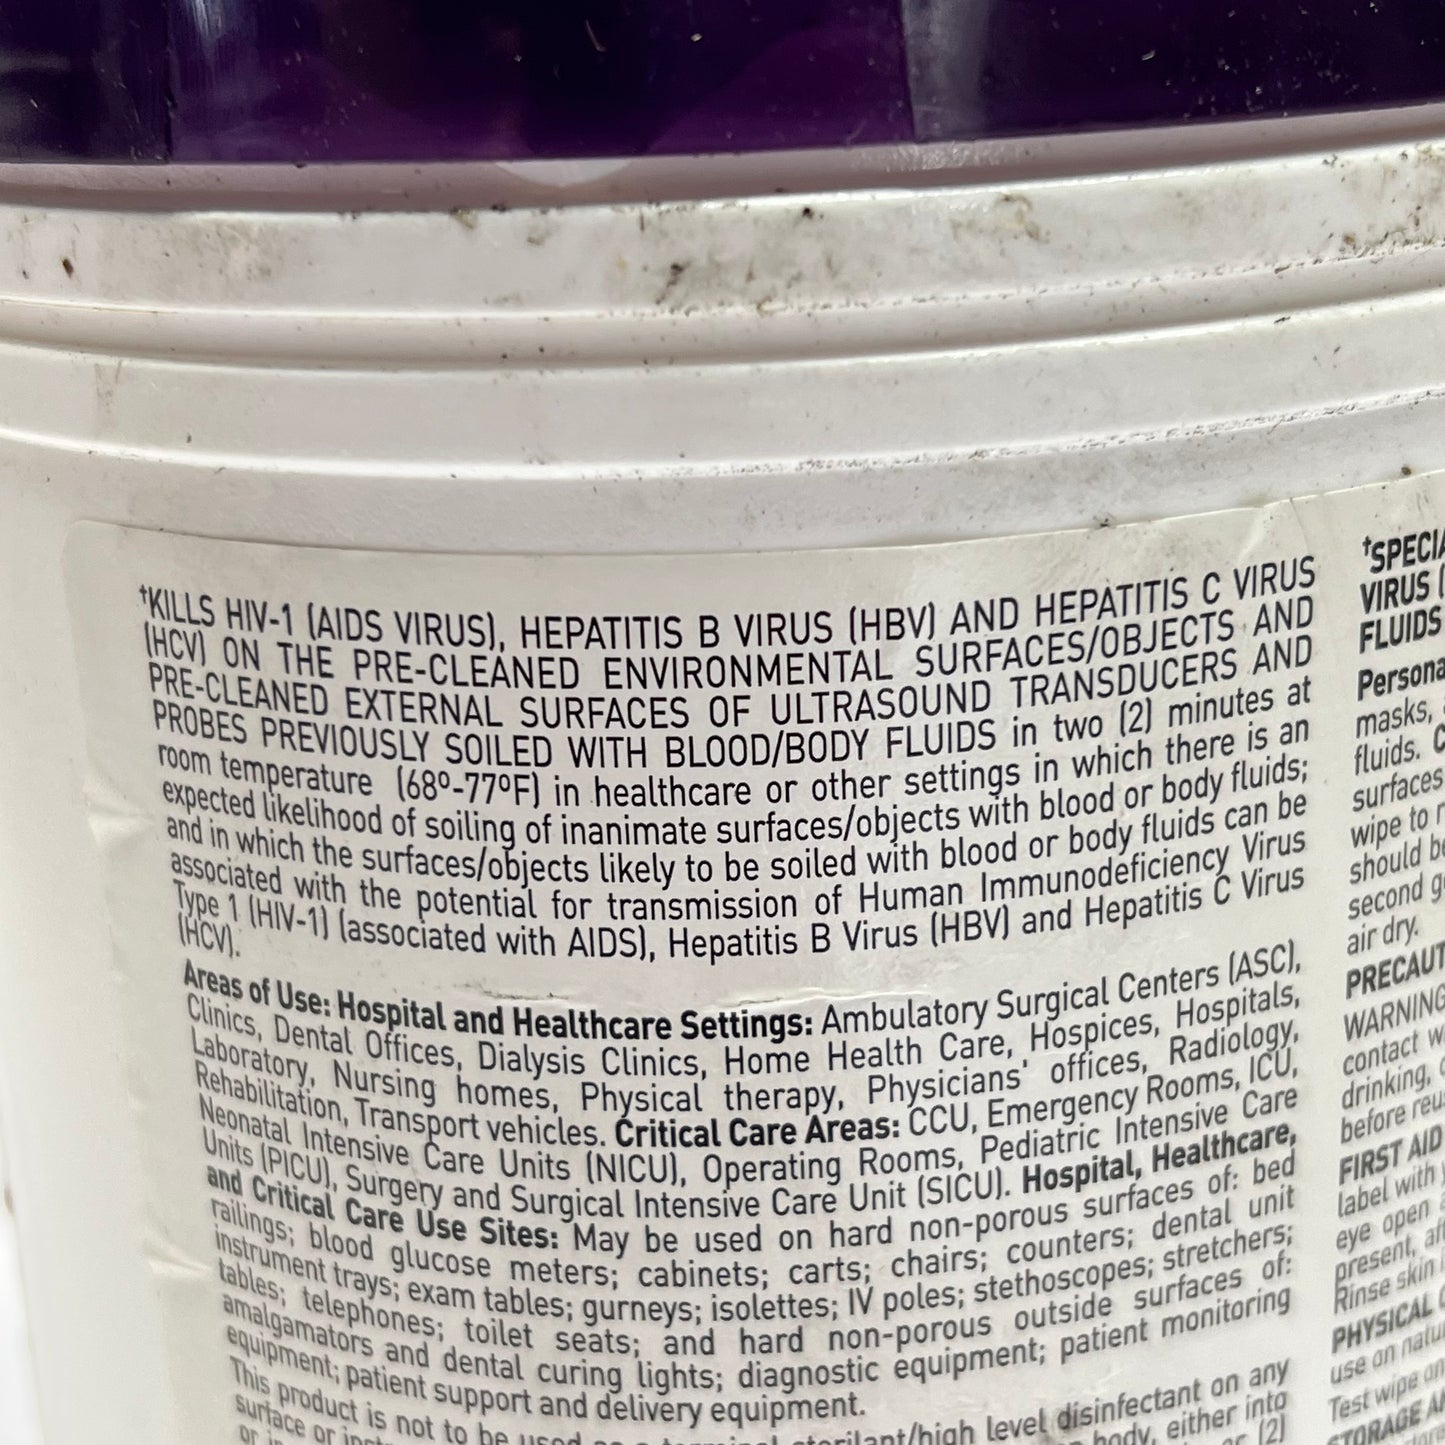 †KILLS HIV-1 (AIDS VIRUS), HEPATITIS B VIRUS (HBV) AND HEPATITIS C VIRUS
(HCV) ON THE PRE-CLEANED ENVIRONMENTAL SURFACES/OBJECTS AND
PRE-CLEANED EXTERNAL SURFACES OF ULTRASOUND TRANSDUCERS AND
PROBES PREVIOUSLY SOILED WITH BLOOD/BODY FLUIDS in two (2) minutes at
room temperature (68º-77ºF) in healthcare or other settings in which there is an
expected likelihood of soiling of inanimate surfaces/objects with blood or body fluids;
and in which the surfaces/objects likely to be soiled with blood or body fluids can be
associated with the potential for transmission of Human Immunodeficiency Virus
Type 1 (HIV-1) (associated with AIDS), Hepatitis B Virus (HBV) and Hepatitis C Virus
(HCV).
Areas of Use: Hospital and Healthcare Settings: Ambulatory Surgical Centers (ASC),
Clinics, Dental Offices, Dialysis Clinics, Home Health Care, Hospices, Hospitals,
Laboratory, Nursing homes, Physical therapy, Physicians' offices, Radiology,
Rehabilitation, Transport vehicles. Critical Care Areas: CCU, Emergency Rooms, ICU,
Neonatal Intensive Care Units (NICU), Operating Rooms, Pediatric Intensive Care
Units (PICU), Surgery and Surgical Intensive Care Unit (SICU). Hospital, Healthcare,
and Critical Care Use Sites: May be used on hard non-porous surfaces of: bed
railings; blood glucose meters; cabinets; carts; chairs; counters; dental unit
instrument trays; exam tables; gurneys; isolettes; IV poles; stethoscopes; stretchers;
tables; telephones; toilet seats; and hard non-porous outside surfaces of:
amalgamators and dental curing lights; diagnostic equipment; patient monitoring
equipment; patient support and delivery equipment.
This product is not to be used as a terminal sterilant/high level disinfectant on any
surface or body, either into
or (2)
†SPECIA
VIRUS (
FLUIDS
Persona
masks,
fluids. C
surfaces
wipe to r
should be
second g
air dry.
PRECAUT
WARNING
contact w
drinking,
before reu
FIRST AID
label with
eye open
present, af
Rinse skin
PHYSICAL
use on natu
Test wipe on
STORAGE A